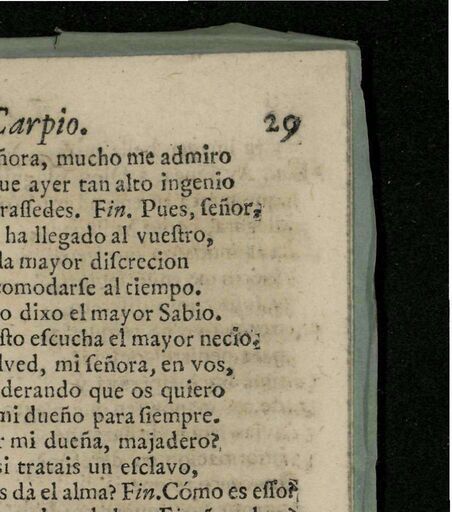 Carpio. 29
ñora, mucho me admiro
ue ayer tan alto ingenio
raſſedes. Fin. Pues, ſeñor,
ha llegado al vueſtro,
la mayor diſcrecion
comodarſe al tiempo.
o dixo el mayor Sabio.
ſto eſcucha el mayor necio.
lved, mi ſeñora, en vos,
derando que os quiero
mi dueño para ſiempre.
r mi dueña, majadero?
ſi tratais un eſclavo,
s dà el alma? Fin. Cómo es eſſo?